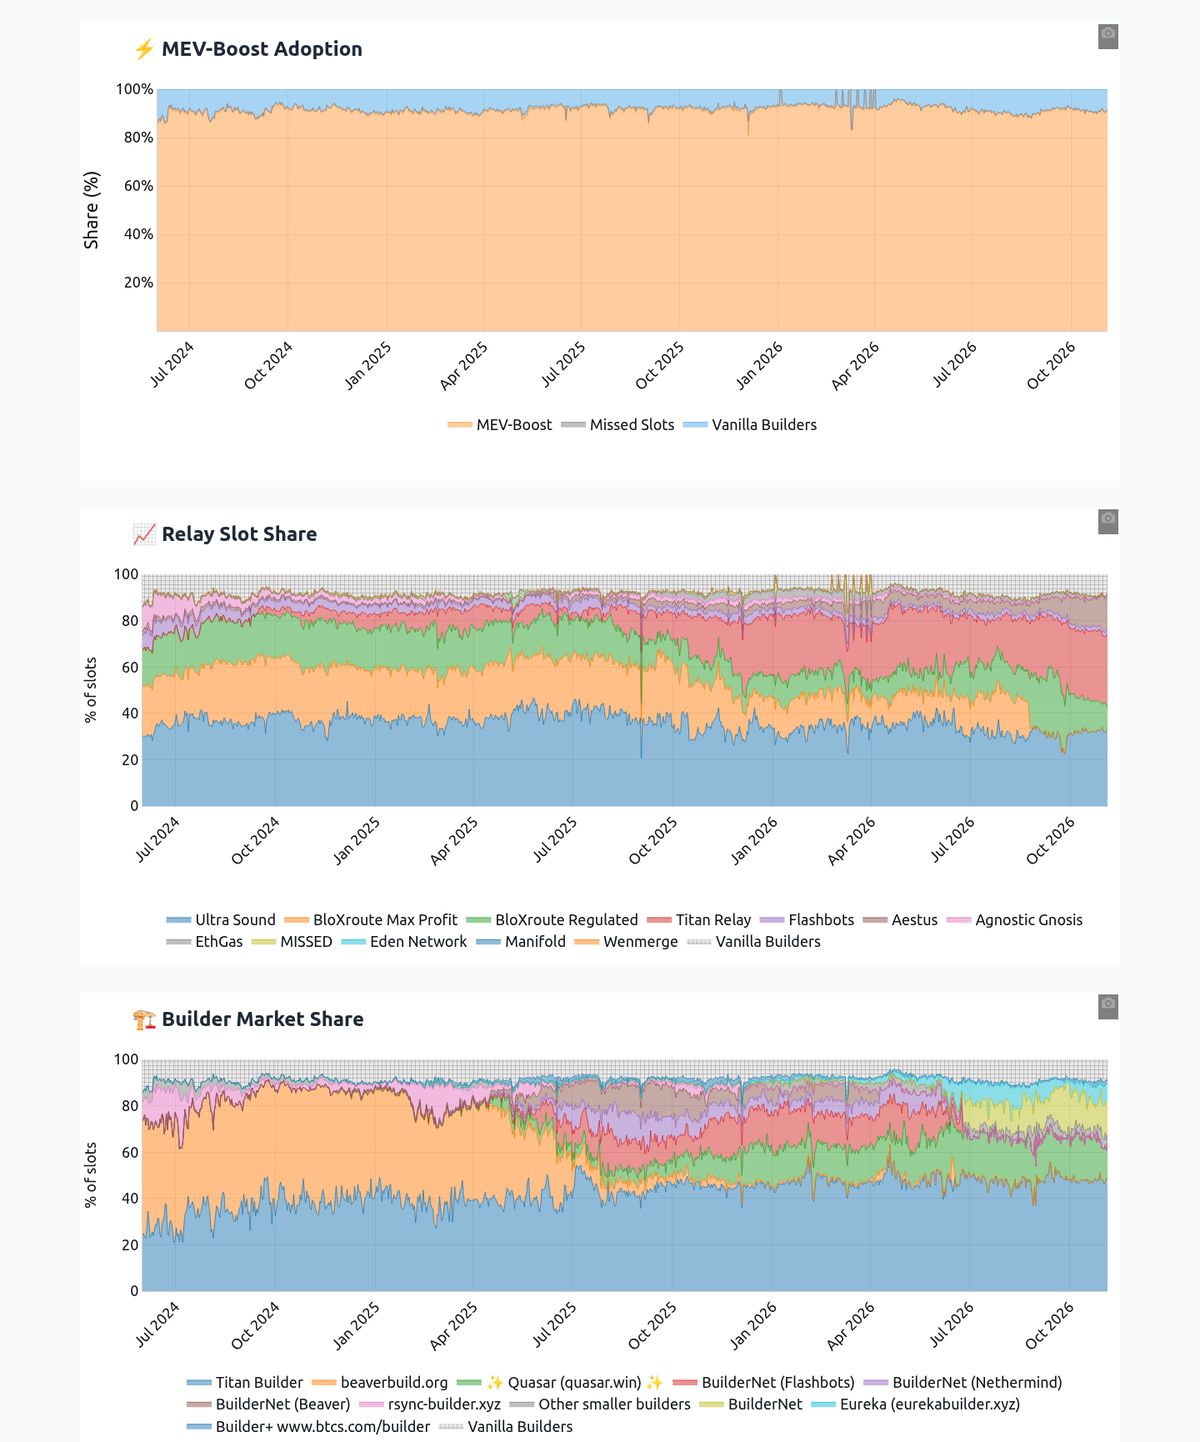 ⚡ MEV-Boost Adoption
Share (%)
100%
80%
60%
40%
20%
Jul 2024
Oct 2024
Jan 2025
Apr 2025
Jul 2025
Oct 2025
Jan 2026
Apr 2026
Jul 2026
Oct 2026
MEV-Boost Missed Slots Vanilla Builders
📈 Relay Slot Share
% of slots
100
80
60
40
20
0
Jul 2024
Oct 2024
Jan 2025
Apr 2025
Jul 2025
Oct 2025
Jan 2026
Apr 2026
Jul 2026
Oct 2026
Ultra Sound BloXroute Max Profit BloXroute Regulated Titan Relay Flashbots Aestus Agnostic Gnosis
EthGas MISSED Eden Network Manifold Wenmerge Vanilla Builders
🏗️ Builder Market Share
% of slots
100
80
60
40
20
0
Jul 2024
Oct 2024
Jan 2025
Apr 2025
Jul 2025
Oct 2025
Jan 2026
Apr 2026
Jul 2026
Oct 2026
Titan Builder beaverbuild.org ✨ Quasar (quasar.win) ✨ BuilderNet (Flashbots) BuilderNet (Nethermind)
BuilderNet (Beaver) rsync-builder.xyz Other smaller builders BuilderNet Eureka (eurekabuilder.xyz)
Builder+ www.btcs.com/builder Vanilla Builders